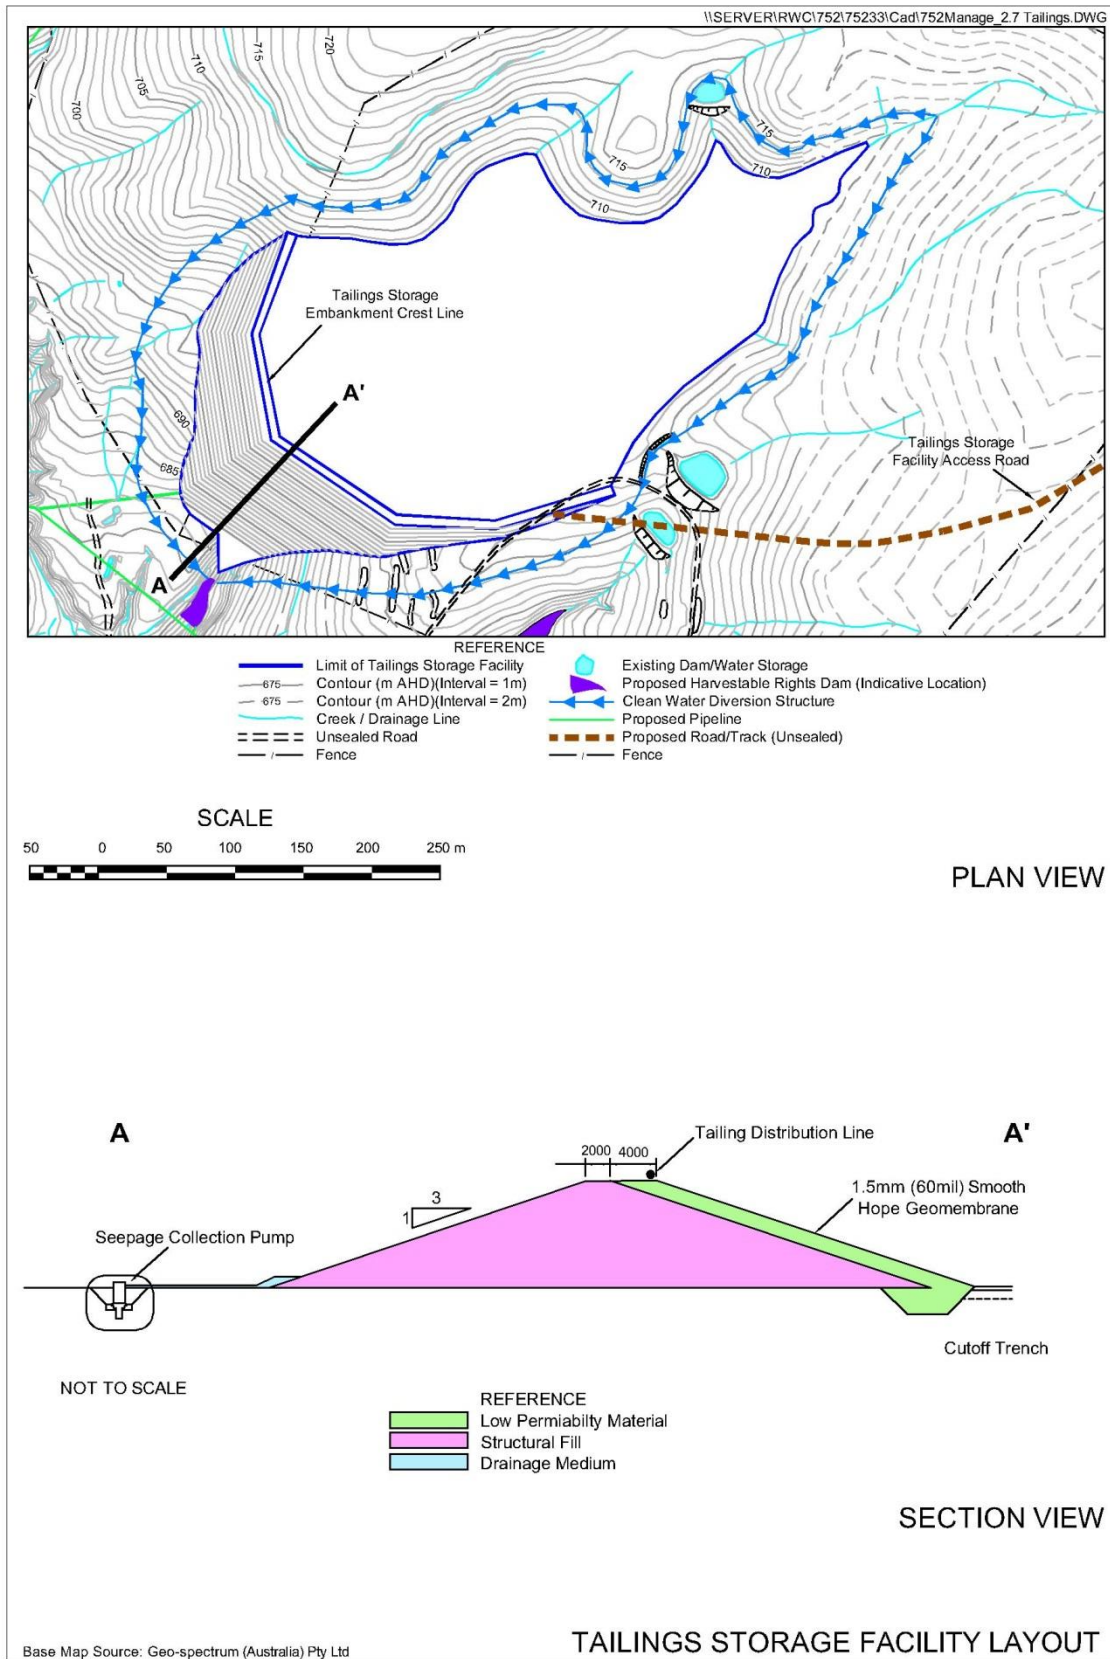 \\SERVER\RWC\752\75233\Cad\752Manage_2.7 Tailings.DWG
720
715
710
705
700
715
715
710
710
Tailings Storage
Embankment Crest Line
A'
690
685
Tailings Storage
Facility Access Road
A
REFERENCE
Limit of Tailings Storage Facility
675 Contour (m AHD)(Interval = 1m)
675 Contour (m AHD)(Interval = 2m)
Creek / Drainage Line
Unsealed Road
Fence
Existing Dam/Water Storage
Proposed Harvestable Rights Dam (Indicative Location)
Clean Water Diversion Structure
Proposed Pipeline
Proposed Road/Track (Unsealed)
Fence
SCALE
50 0 50 100 150 200 250 m
PLAN VIEW
A
A'
Tailing Distribution Line
2000 4000
1.5mm (60mil) Smooth
Hope Geomembrane
3
1
Seepage Collection Pump
Cutoff Trench
NOT TO SCALE
REFERENCE
Low Permiabilty Material
Structural Fill
Drainage Medium
SECTION VIEW
Base Map Source: Geo-spectrum (Australia) Pty Ltd
TAILINGS STORAGE FACILITY LAYOUT